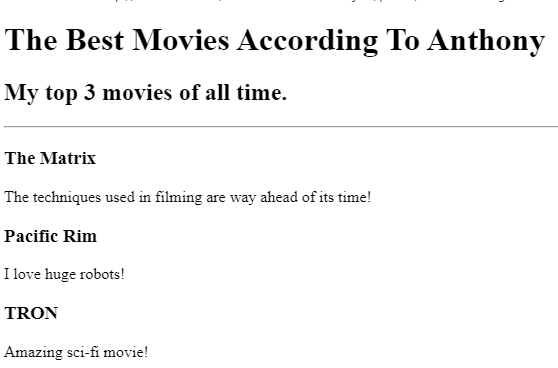 The Best Movies According To Anthony
My top 3 movies of all time.
The Matrix
The techniques used in filming are way ahead of its time!
Pacific Rim
I love huge robots!
TRON
Amazing sci-fi movie!